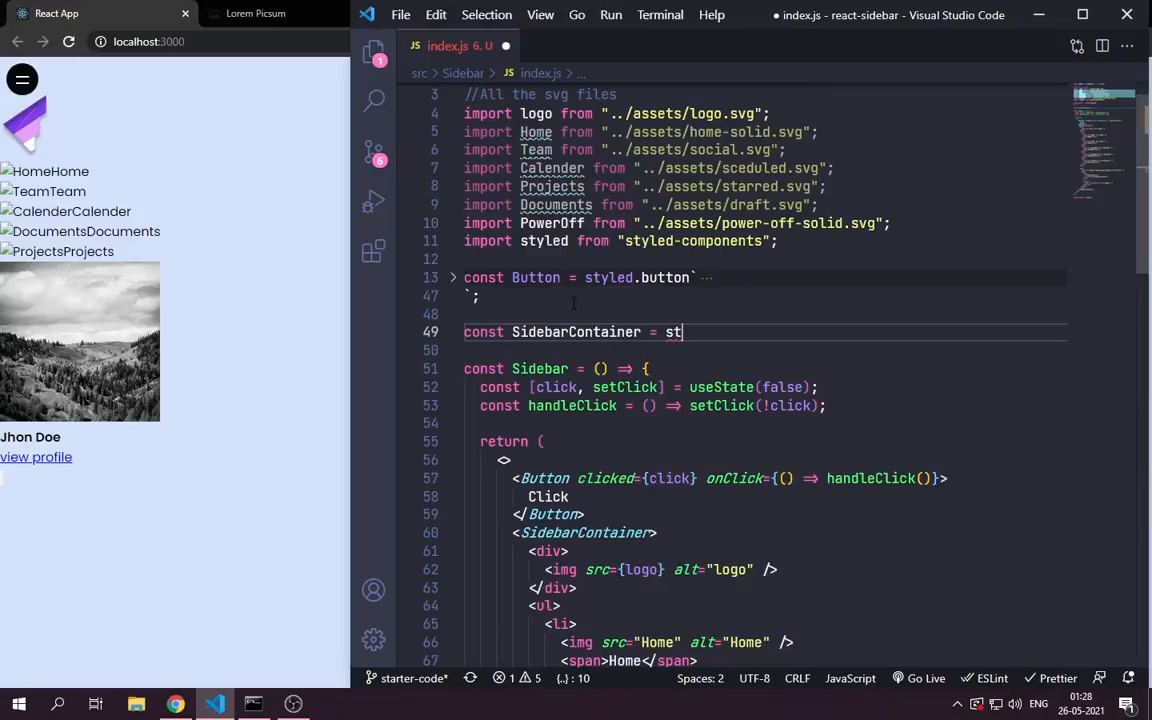 React App
Lorem Picsum
localhost:3000
HomeHome
TeamTeam
CalenderCalender
DocumentsDocuments
ProjectsProjects
Jhon Doe
view profile
File Edit Selection View Go Run Terminal Help
● index.js - react-sidebar - Visual Studio Code
JS index.js 6, U
src > Sidebar > JS index.js > ...
1
6
3 //All the svg files
4 import logo from "../assets/logo.svg";
5 import Home from "../assets/home-solid.svg";
6 import Team from "../assets/social.svg";
7 import Calender from "../assets/sceduled.svg";
8 import Projects from "../assets/starred.svg";
9 import Documents from "../assets/draft.svg";
10 import PowerOff from "../assets/power-off-solid.svg";
11 import styled from "styled-components";
12
13 const Button = styled.button` ...
47 `;
48
49 const SidebarContainer = st
50
51 const Sidebar = () => {
52 const [click, setClick] = useState(false);
53 const handleClick = () => setClick(!click);
54
55 return (
56 <>
57 <Button clicked={click} onClick={() => handleClick()}>
58 Click
59 </Button>
60 <SidebarContainer>
61 <div>
62 <img src={logo} alt="logo" />
63 </div>
64 <ul>
65 <li>
66 <img src="Home" alt="Home" />
67 <span>Home</span>
starter-code* 1 5 {..} : 10 Spaces: 2 UTF-8 CRLF JavaScript Go Live ESLint Prettier
ENG
01:28
26-05-2021
1